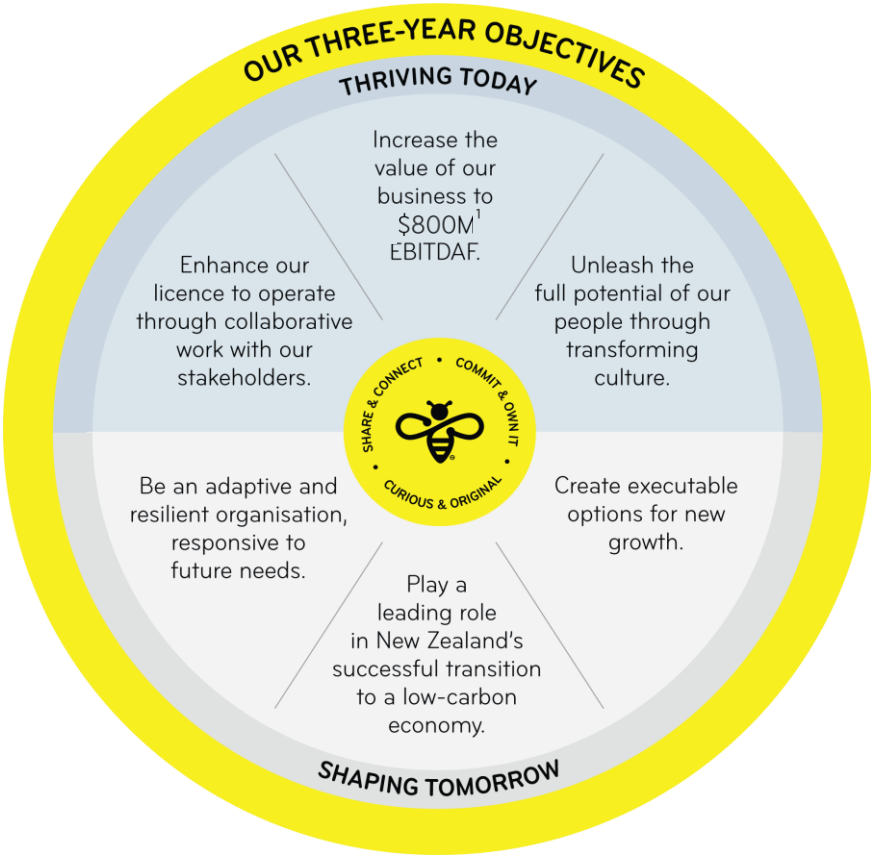 OUR THREE-YEAR OBJECTIVES
THRIVING TODAY
Increase the
value of our
business to
$800M¹
EBITDAF.
Enhance our
licence to operate
through collaborative
work with our
stakeholders.
Unleash the
full potential of our
people through
transforming
culture.
SHARE & CONNECT • COMMIT & OWN IT • CURIOUS & ORIGINAL •
Be an adaptive and
resilient organisation,
responsive to
future needs.
Create executable
options for new
growth.
Play a
leading role
in New Zealand's
successful transition
to a low-carbon
economy.
SHAPING TOMORROW